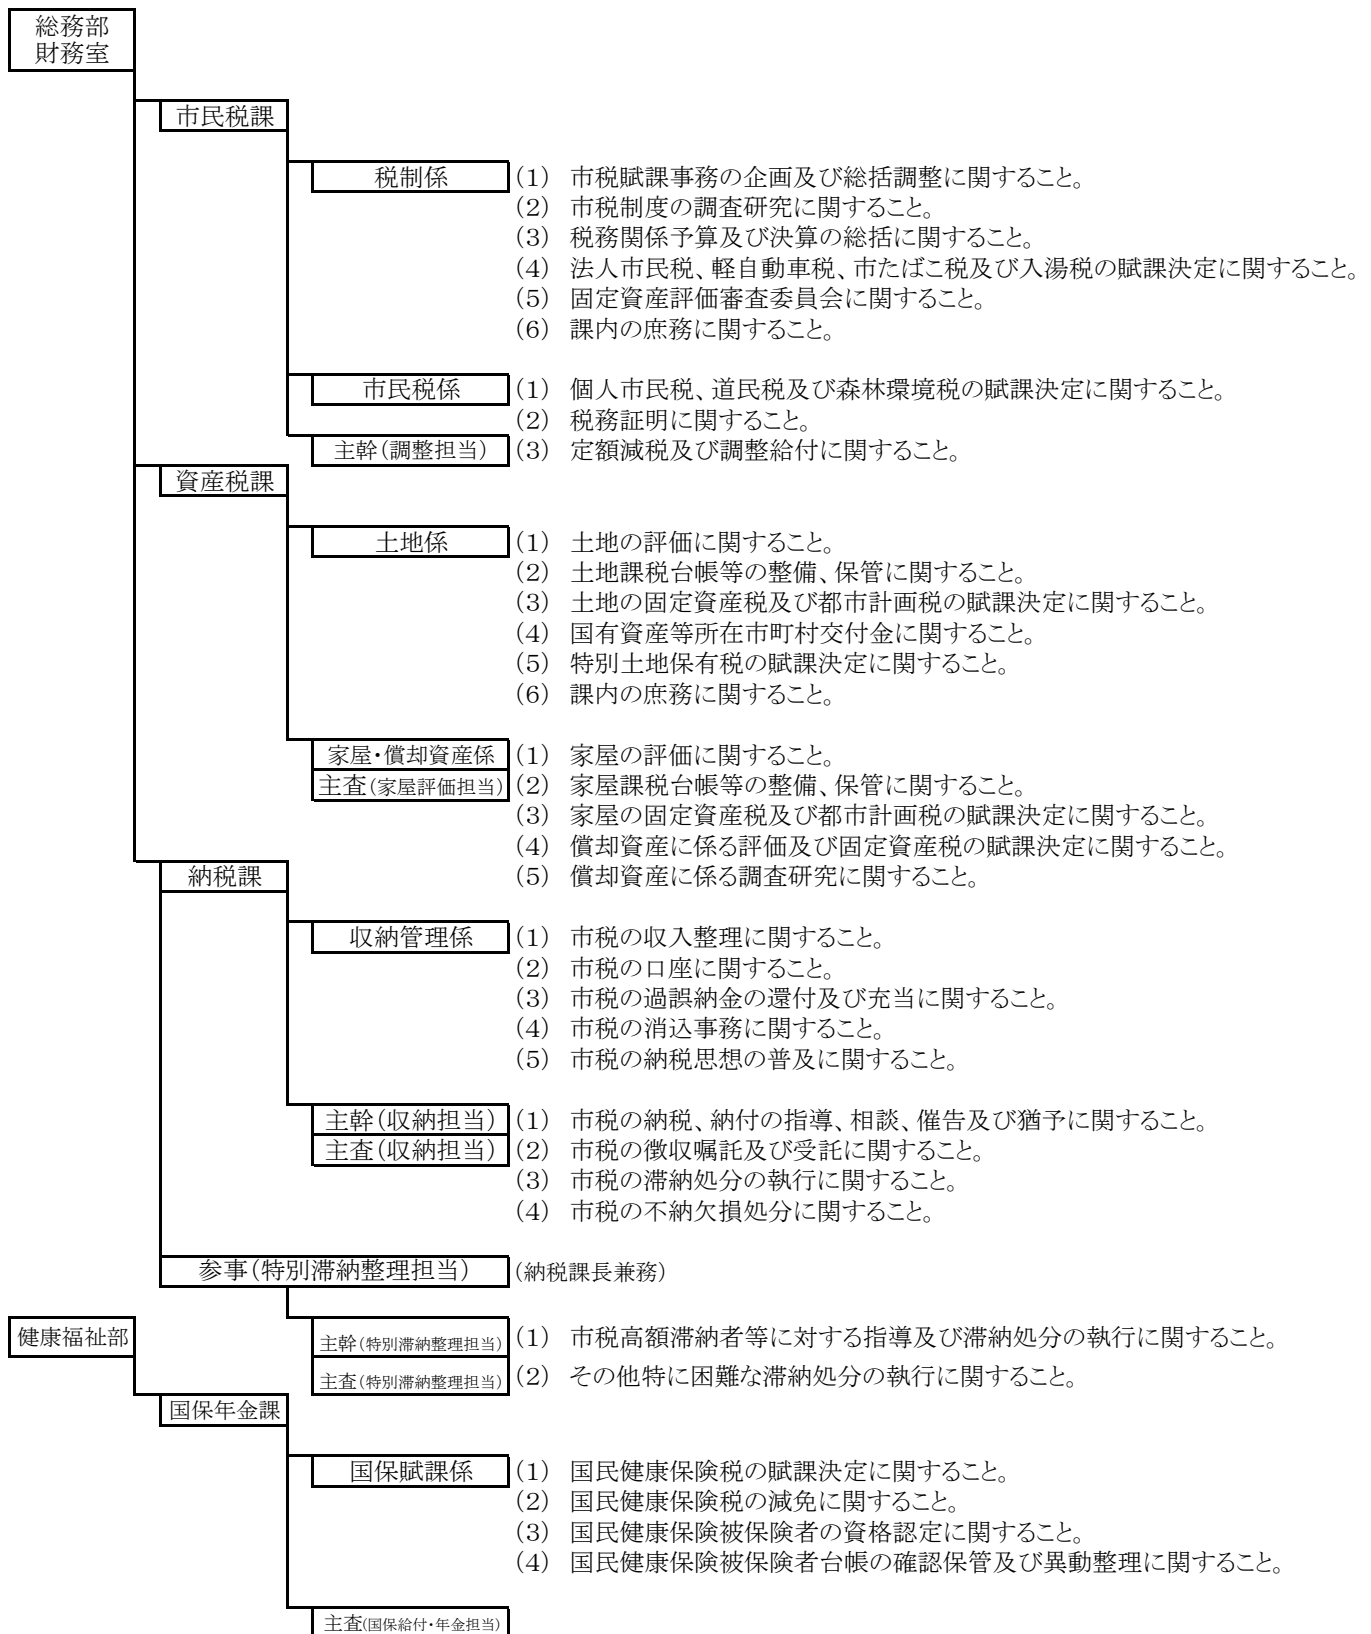 総務部
財務室
市民税課
税制係 (1) 市税賦課事務の企画及び総括調整に関すること。
(2) 市税制度の調査研究に関すること。
(3) 税務関係予算及び決算の総括に関すること。
(4) 法人市民税、軽自動車税、市たばこ税及び入湯税の賦課決定に関すること。
(5) 固定資産評価審査委員会に関すること。
(6) 課内の庶務に関すること。
市民税係 (1) 個人市民税、道民税及び森林環境税の賦課決定に関すること。
(2) 税務証明に関すること。
主幹(調整担当) (3) 定額減税及び調整給付に関すること。
資産税課
土地係 (1) 土地の評価に関すること。
(2) 土地課税台帳等の整備、保管に関すること。
(3) 土地の固定資産税及び都市計画税の賦課決定に関すること。
(4) 国有資産等所在市町村交付金に関すること。
(5) 特別土地保有税の賦課決定に関すること。
(6) 課内の庶務に関すること。
家屋・償却資産係 (1) 家屋の評価に関すること。
主査(家屋評価担当) (2) 家屋課税台帳等の整備、保管に関すること。
(3) 家屋の固定資産税及び都市計画税の賦課決定に関すること。
(4) 償却資産に係る評価及び固定資産税の賦課決定に関すること。
納税課 (5) 償却資産に係る調査研究に関すること。
収納管理係 (1) 市税の収入整理に関すること。
(2) 市税の口座に関すること。
(3) 市税の過誤納金の還付及び充当に関すること。
(4) 市税の消込事務に関すること。
(5) 市税の納税思想の普及に関すること。
主幹(収納担当) (1) 市税の納税、納付の指導、相談、催告及び猶予に関すること。
主査(収納担当) (2) 市税の徴収嘱託及び受託に関すること。
(3) 市税の滞納処分の執行に関すること。
(4) 市税の不納欠損処分に関すること。
参事(特別滞納整理担当) (納税課長兼務)
健康福祉部 主幹(特別滞納整理担当) (1) 市税高額滞納者等に対する指導及び滞納処分の執行に関すること。
主査(特別滞納整理担当) (2) その他特に困難な滞納処分の執行に関すること。
国保年金課
国保賦課係 (1) 国民健康保険税の賦課決定に関すること。
(2) 国民健康保険税の減免に関すること。
(3) 国民健康保険被保険者の資格認定に関すること。
(4) 国民健康保険被保険者台帳の確認保管及び異動整理に関すること。
主査(国保給付・年金担当)